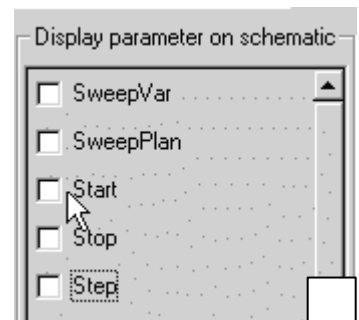 Display parameter on schematic
SweepVar
SweepPlan
Start
Stop
Step